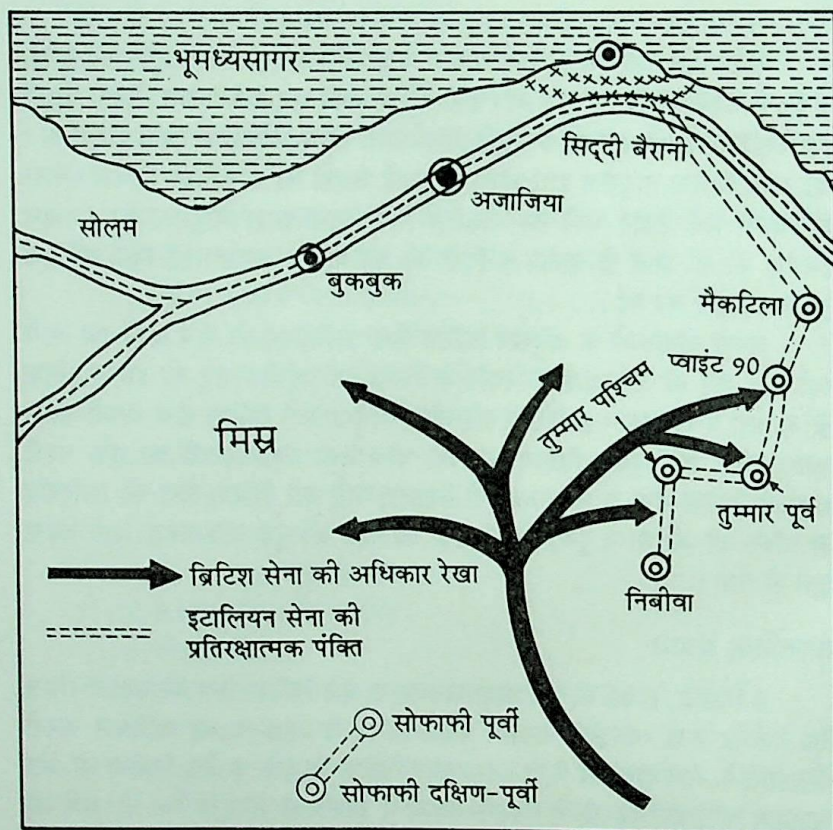 भूमध्यसागर
सिद्दी बैरानी
अजाजिया
सोलम
बुकबुक
मैकटिला
प्वाइंट 90
तुम्मार पश्चिम
मिस्र
तुम्मार पूर्व
ब्रिटिश सेना की अधिकार रेखा
निबीवा
इटालियन सेना की
प्रतिरक्षात्मक पंक्ति
सोफाफी पूर्वी
सोफाफी दक्षिण-पूर्वी